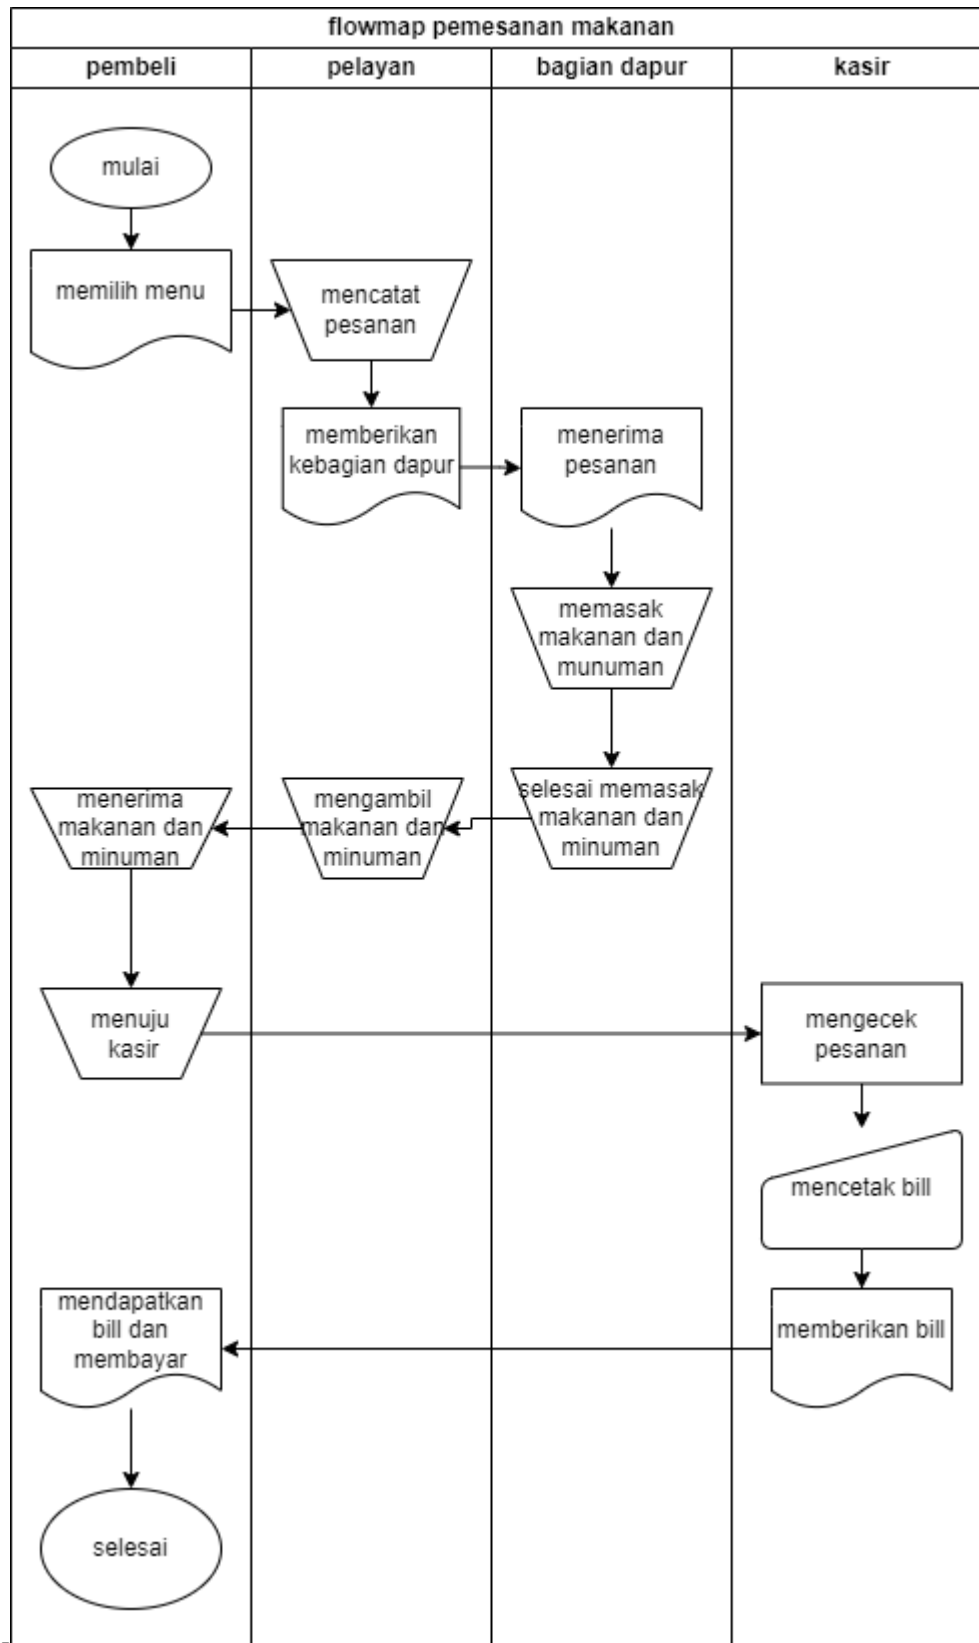 flowmap pemesanan makanan
pembeli
pelayan
bagian dapur
kasir
mulai
memilih menu
mencatat
pesanan
memberikan
kebagian dapur
menerima
pesanan
memasak
makanan dan
munuman
selesai memasak
makanan dan
minuman
mengambil
makanan dan
minuman
menerima
makanan dan
minuman
menuju
kasir
mengecek
pesanan
mencetak bill
memberikan bill
mendapatkan
bill dan
membayar
selesai